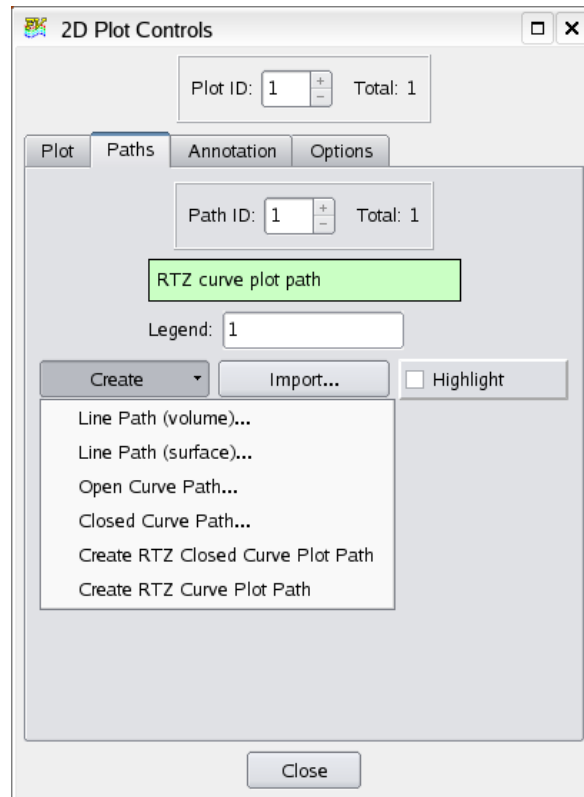 2D Plot Controls
Plot ID: 1 Total: 1
Plot Paths Annotation Options
Path ID: 1 Total: 1
RTZ curve plot path
Legend: 1
Create Import... Highlight
Line Path (volume)...
Line Path (surface)...
Open Curve Path...
Closed Curve Path...
Create RTZ Closed Curve Plot Path
Create RTZ Curve Plot Path
Close